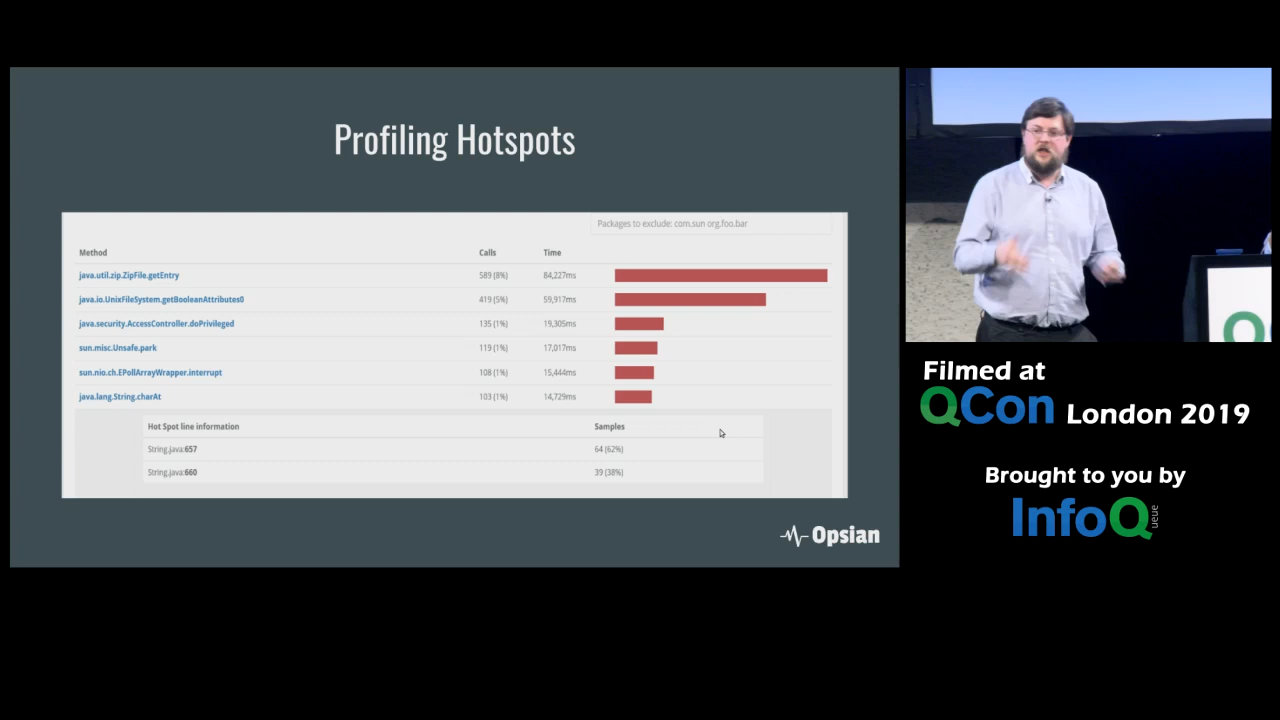 Profiling Hotspots
Packages to exclude: com.sun org.foo.bar
Method Calls Time
java.util.zip.ZipFile.getEntry 589 (8%) 84,227ms
java.io.UnixFileSystem.getBooleanAttributes0 419 (5%) 59,917ms
java.security.AccessController.doPrivileged 135 (1%) 19,305ms
sun.misc.Unsafe.park 119 (1%) 17,017ms
sun.nio.ch.EPollArrayWrapper.interrupt 108 (1%) 15,444ms
java.lang.String.charAt 103 (1%) 14,729ms
Hot Spot line information Samples
String.java:657 64 (62%)
String.java:660 39 (38%)
Opsian
Q
Filmed at
QCon London 2019
Brought to you by
InfoQ
ueue